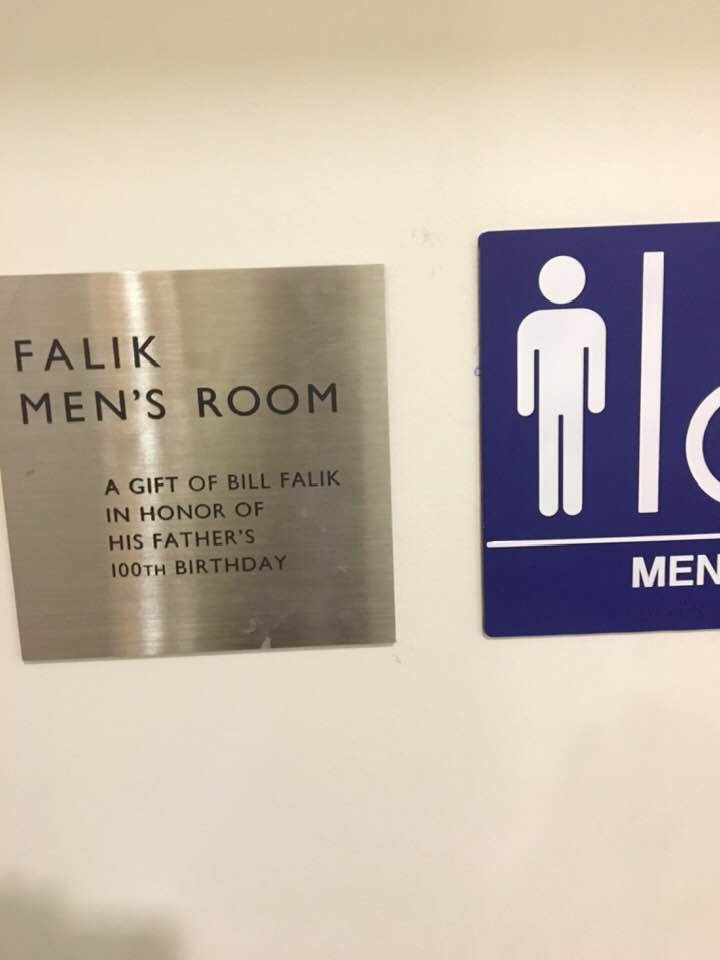 FALIK
MEN'S ROOM
A GIFT OF BILL FALIK
IN HONOR OF
HIS FATHER'S
100TH BIRTHDAY
MEN